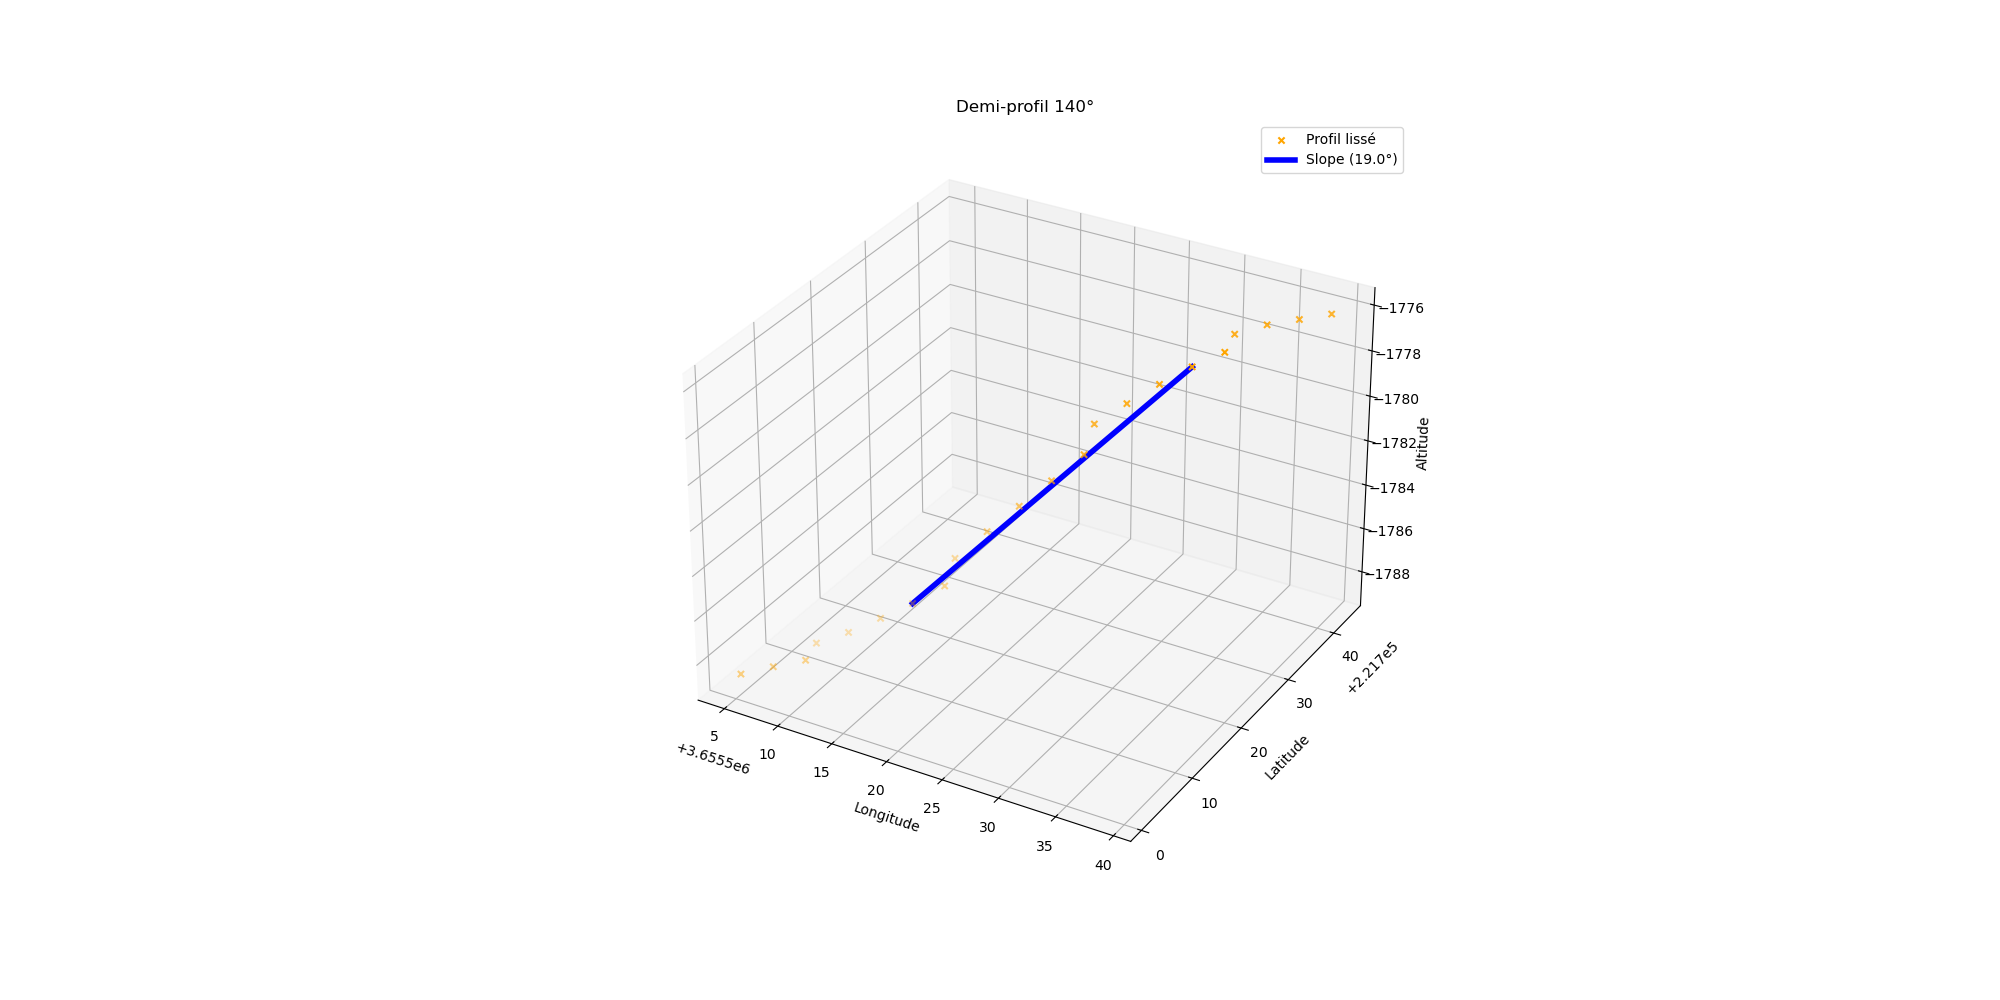 Demi-profil 140°
Profil lissé
Slope (19.0°)
−1776
−1778
−1780
−1782
−1784
−1786
−1788
Altitude
40
30
20
10
0
+2.217e5
Latitude
5
10
15
20
25
30
35
40
+3.6555e6
Longitude